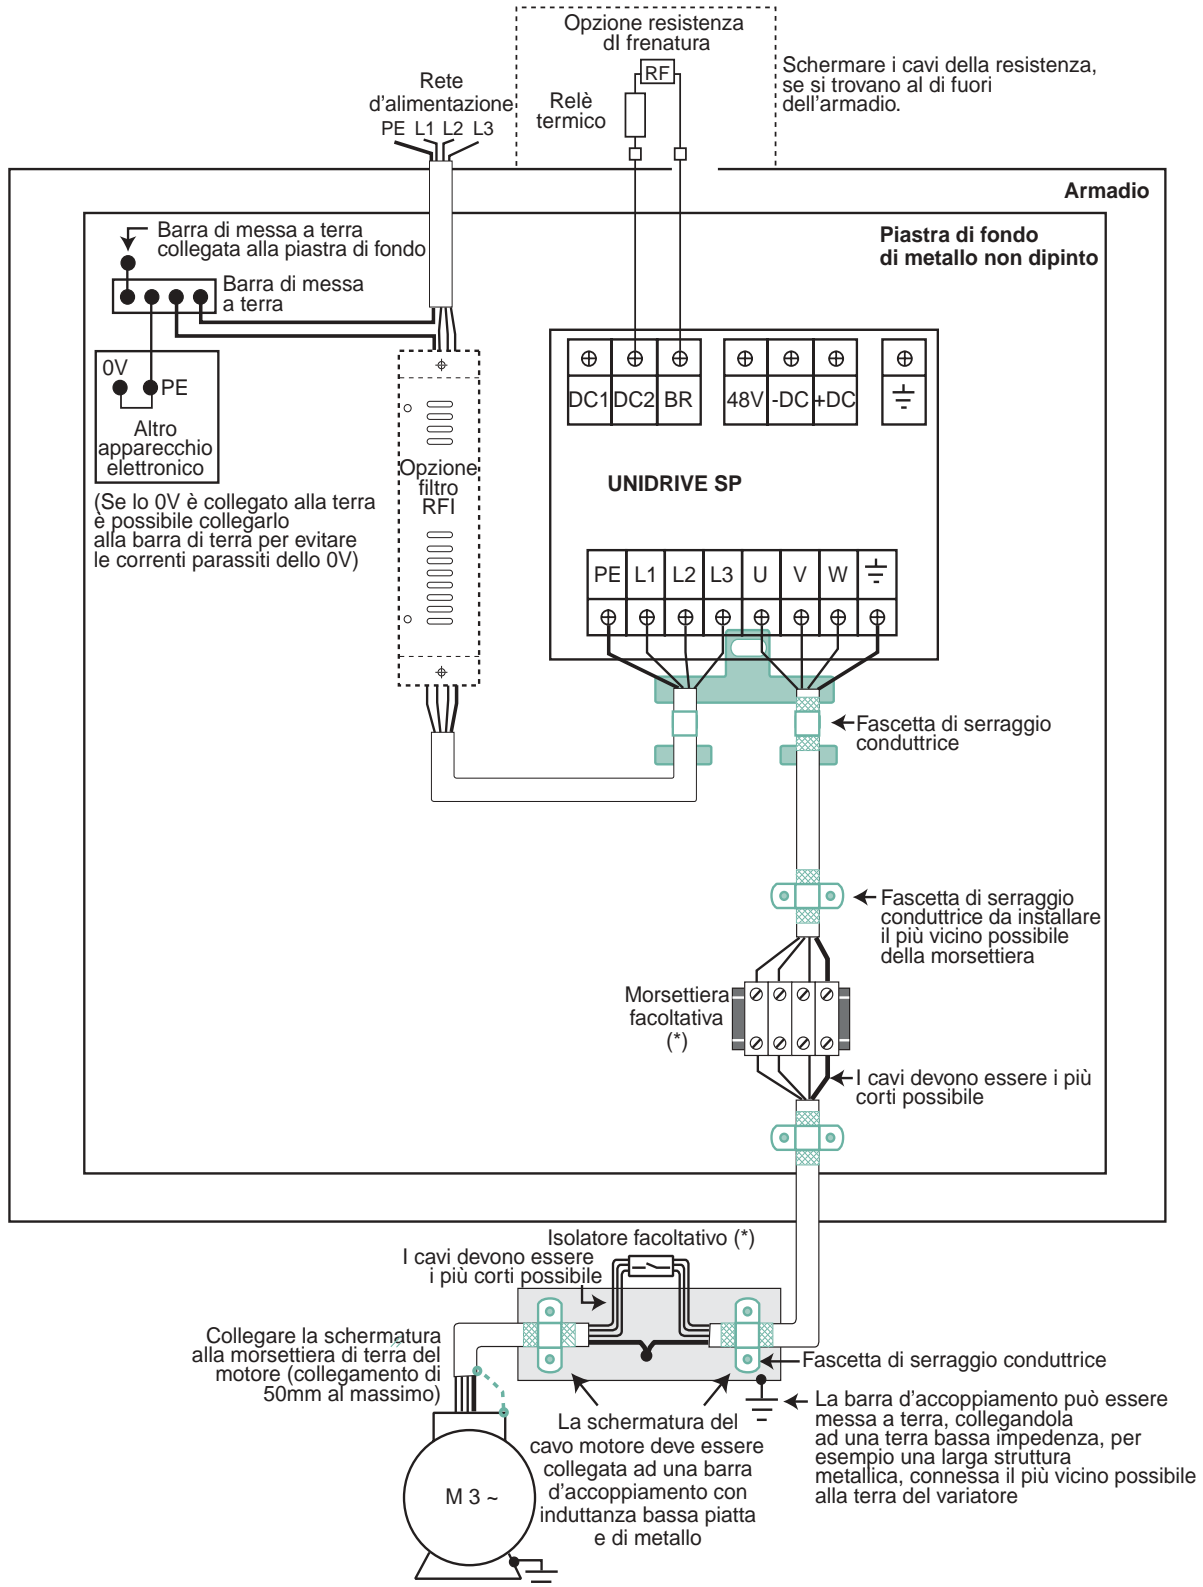 Opzione resistenza
dI frenatura
RF
Schermare i cavi della resistenza,
se si trovano al di fuori
dell'armadio.
Rete
d'alimentazione
PE L1 L2 L3
Relè
termico
Armadio
Barra di messa a terra
collegata alla piastra di fondo
Piastra di fondo
di metallo non dipinto
Barra di messa
a terra
0V
PE
Altro
apparecchio
elettronico
(Se lo 0V è collegato alla terra
è possibile collegarlo
alla barra di terra per evitare
le correnti parassiti dello 0V)
Opzione
filtro
RFI
DC1 DC2 BR 48V -DC +DC
UNIDRIVE SP
PE L1 L2 L3 U V W
Fascetta di serraggio
conduttrice
Fascetta di serraggio
conduttrice da installare
il più vicino possibile
della morsettiera
Morsettiera
facoltativa
(*)
I cavi devono essere i più
corti possibile
Isolatore facoltativo (*)
I cavi devono essere
i più corti possibile
Collegare la schermatura
alla morsettiera di terra del
motore (collegamento di
50mm al massimo)
Fascetta di serraggio conduttrice
La schermatura del
cavo motore deve essere
collegata ad una barra
d'accoppiamento con
induttanza bassa piatta
e di metallo
La barra d'accoppiamento può essere
messa a terra, collegandola
ad una terra bassa impedenza, per
esempio una larga struttura
metallica, connessa il più vicino possibile
alla terra del variatore
M 3 ~